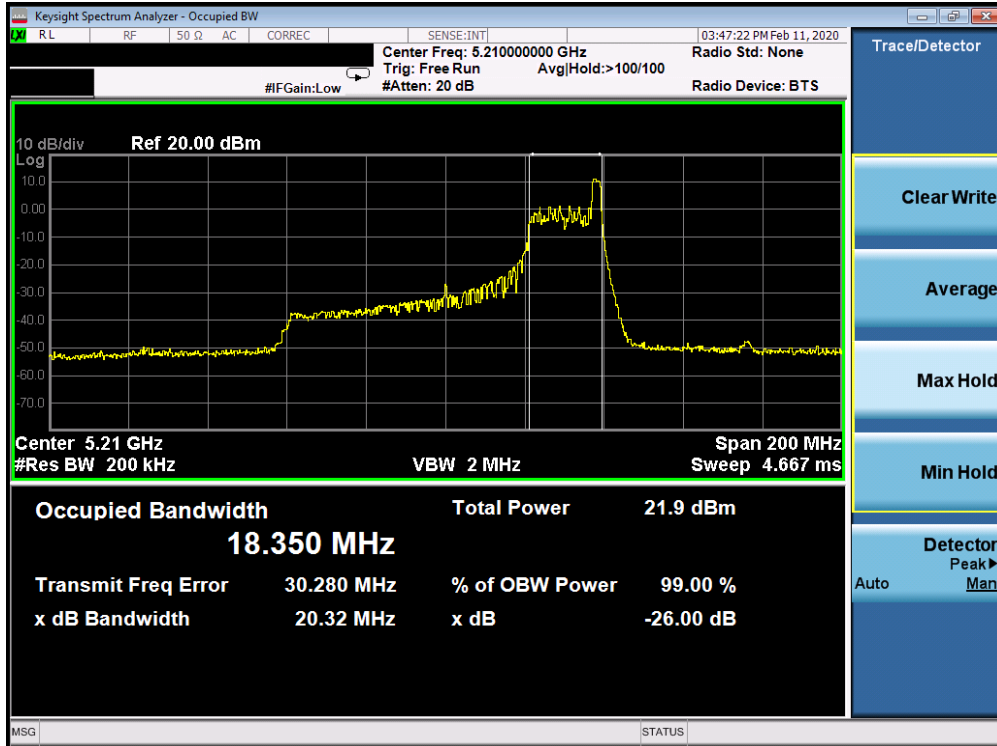 Keysight Spectrum Analyzer - Occupied BW
LXI RL RF 50 Ω AC CORREC SENSE:INT 03:47:22 PM Feb 11, 2020
Center Freq: 5.210000000 GHz Radio Std: None
Trig: Free Run Avg|Hold:>100/100
#IFGain:Low #Atten: 20 dB Radio Device: BTS
10 dB/div Ref 20.00 dBm
Log
10.0
0.00
-10.0
-20.0
-30.0
-40.0
-50.0
-60.0
-70.0
Center 5.21 GHz Span 200 MHz
#Res BW 200 kHz VBW 2 MHz Sweep 4.667 ms
Occupied Bandwidth Total Power 21.9 dBm
18.350 MHz
Transmit Freq Error 30.280 MHz % of OBW Power 99.00 %
x dB Bandwidth 20.32 MHz x dB -26.00 dB
MSG STATUS
Trace/Detector
Clear Write
Average
Max Hold
Min Hold
Detector
Peak▶
Auto Man